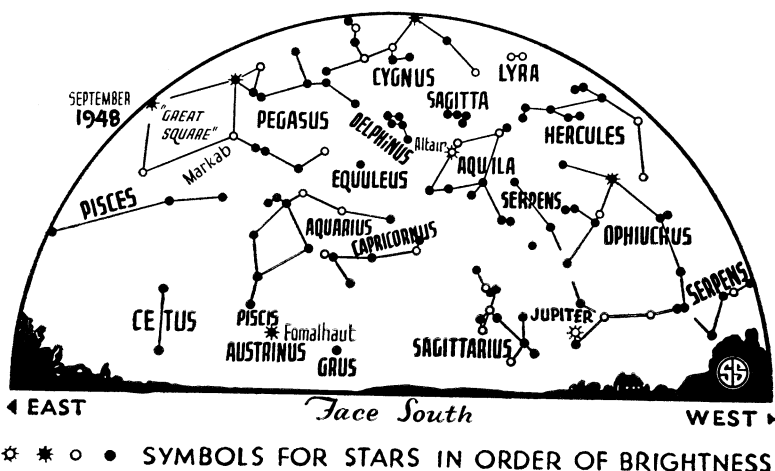 CYGNUS
LYRA
SEPTEMBER
1948
"GREAT
SQUARE"
PEGASUS
SAGITTA
DELPHINUS
HERCULES
Altair
AQUILA
Markab
EQUULEUS
SERPENS
PISCES
AQUARIUS
CAPRICORNUS
OPHIUCHUS
SERPENS
CETUS
PISCIS
AUSTRINUS
Fomalhaut
GRUS
SAGITTARIUS
JUPITER
SS
EAST
Face South
WEST
SYMBOLS FOR STARS IN ORDER OF BRIGHTNESS